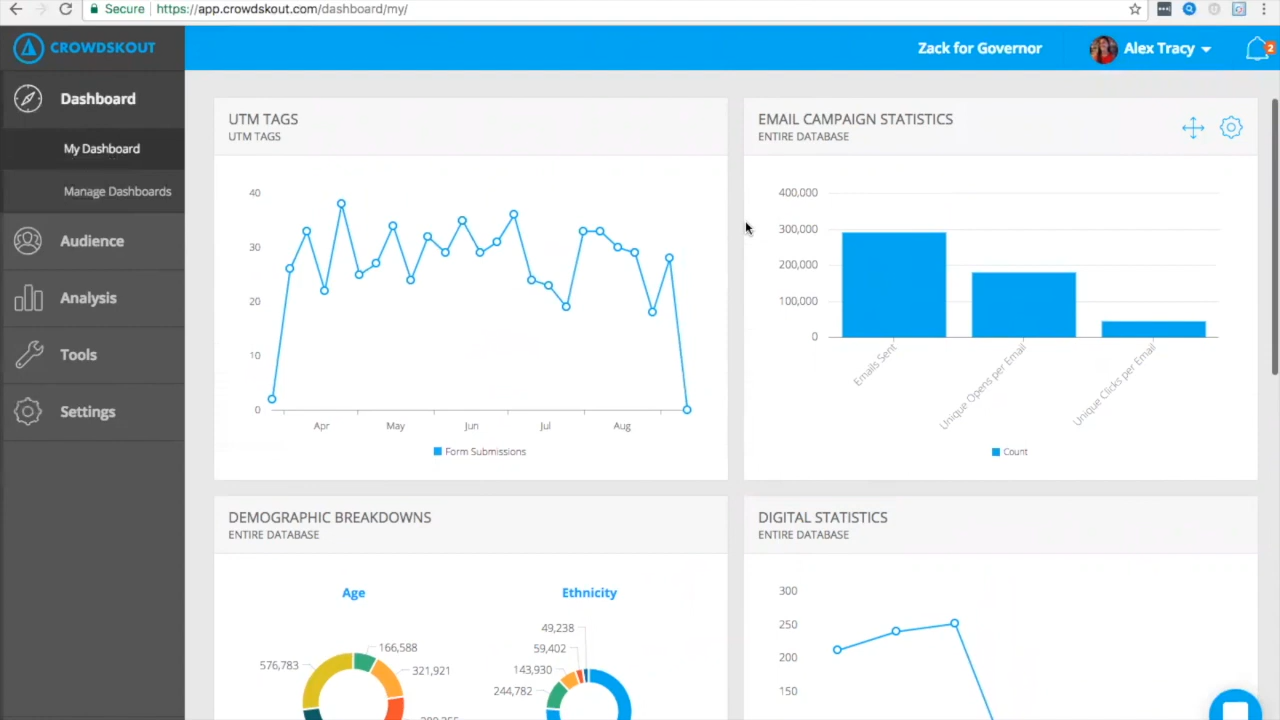 Secure https://app.crowdskout.com/dashboard/my/
CROWDSKOUT
Zack for Governor
Alex Tracy
2
Dashboard
My Dashboard
Manage Dashboards
Audience
Analysis
Tools
Settings
UTM TAGS
UTM TAGS
40
30
20
10
0
Apr May Jun Jul Aug
Form Submissions
EMAIL CAMPAIGN STATISTICS
ENTIRE DATABASE
400,000
300,000
200,000
100,000
0
Emails Sent
Unique Opens per Email
Unique Clicks per Email
Count
DEMOGRAPHIC BREAKDOWNS
ENTIRE DATABASE
Age
576,783
166,588
321,921
Ethnicity
49,238
59,402
143,930
244,782
DIGITAL STATISTICS
ENTIRE DATABASE
300
250
200
150